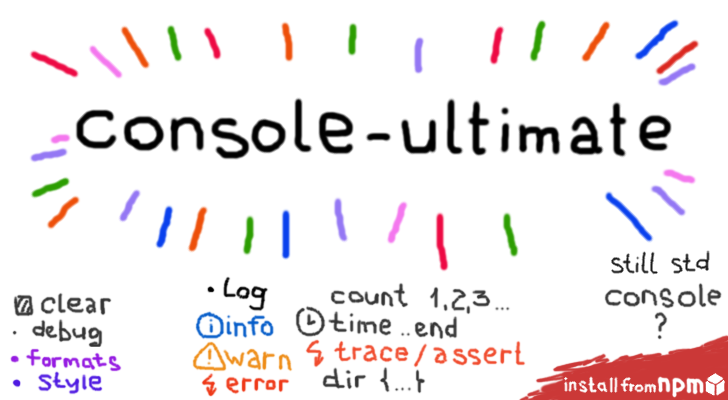 console-ultimate
clear
· debug
• formats
• style
• Log
info
warn
error
count 1,2,3...
time ..end
trace/assert
dir {...}
still std
console
?
install from npm